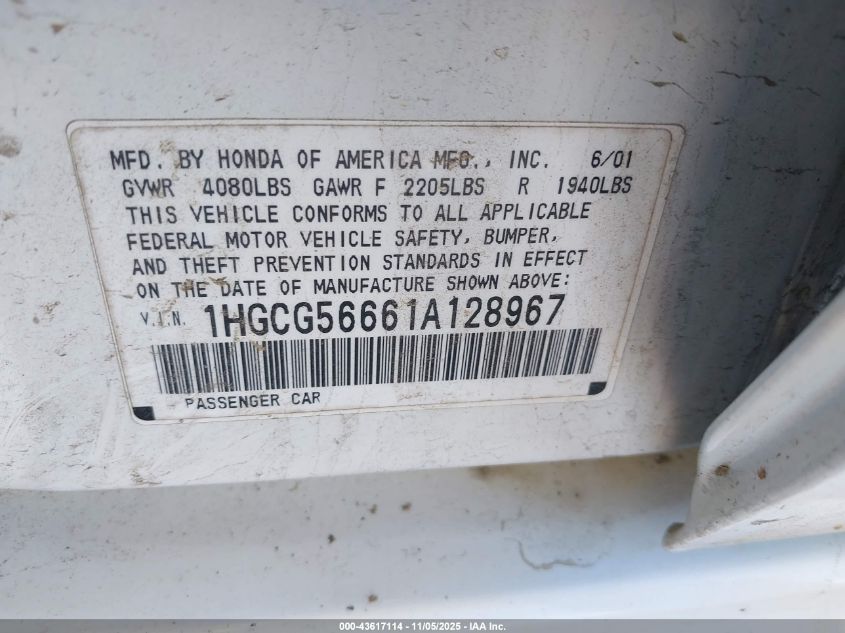 MFD. BY HONDA OF AMERICA MFG., INC. 6/01
GVWR 4080LBS GAWR F 2205LBS R 1940LBS
THIS VEHICLE CONFORMS TO ALL APPLICABLE
FEDERAL MOTOR VEHICLE SAFETY, BUMPER,
AND THEFT PREVENTION STANDARDS IN EFFECT
ON THE DATE OF MANUFACTURE SHOWN ABOVE:
V.I.N. 1HGCG56661A128967
PASSENGER CAR
000-43617114 - 11/05/2025 - IAA Inc.